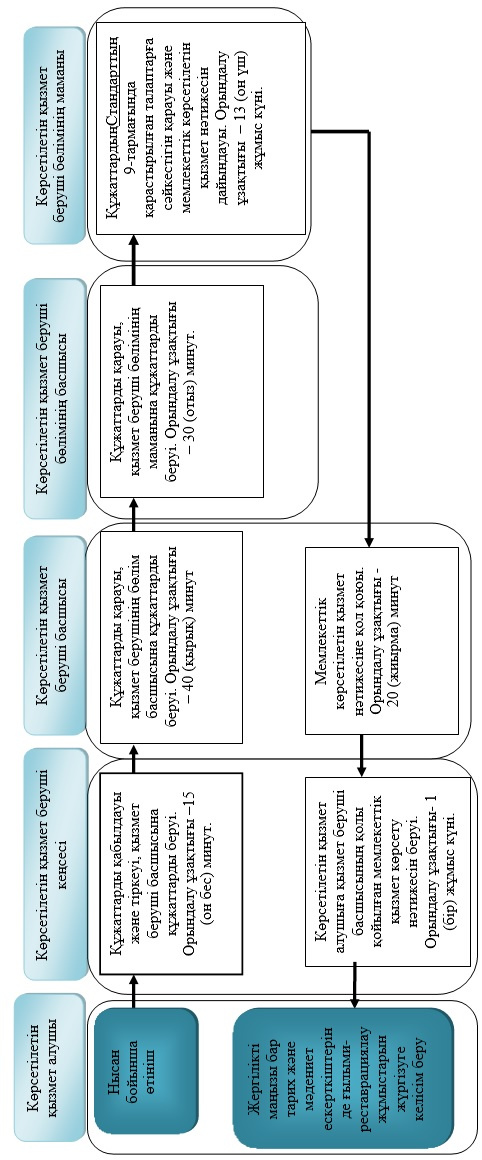 Көрсетілетін
қызмет алушы
Көрсетілетін қызмет беруші
кеңсесі
Көрсетілетін қызмет
беруші басшысы
Көрсетілетін қызмет беруші
бөлімінің басшысы
Көрсетілетін қызмет
беруші бөлімінің маманы
Нысан
бойынша
өтініш
Құжаттарды қабылдауы
және тіркеуі, қызмет
беруші басшысына
құжаттарды беруі.
Орындалу ұзақтығы –15
(он бес) минут.
Құжаттарды қарауы,
қызмет берушінің бөлім
басшысына құжаттарды
беруі. Орындалу ұзақтығы
– 40 (қырық) минут
Құжаттарды қарауы,
қызмет беруші бөлімінің
маманына құжаттарды
беруі. Орындалу ұзақтығы
– 30 (отыз) минут.
ҚұжаттардыңСтандарттың
9-тармағында
қарастырылған талаптарға
сәйкестігін қарауы және
мемлекеттік көрсетілетін
қызмет нәтижесін
дайындауы. Орындалу
ұзақтығы – 13 (он үш)
жұмыс күні.
Мемлекеттік
көрсетілетін қызмет
нәтижесіне қол қоюы.
Орындалу ұзақтығы -
20 (жиырма) минут
Көрсетілетін қызмет
алушыға қызмет беруші
басшысының қолы
қойылған мемлекеттік
қызмет көрсету
нәтижесін беруі.
Орындалу ұзақтығы- 1
(бір) жұмыс күні.
Жергілікті
маңызы бар
тарих және
мәдениет
ескерткіштерін
де ғылыми-
реставрациялау
жұмыстарын
жүргізуге
келісім беру